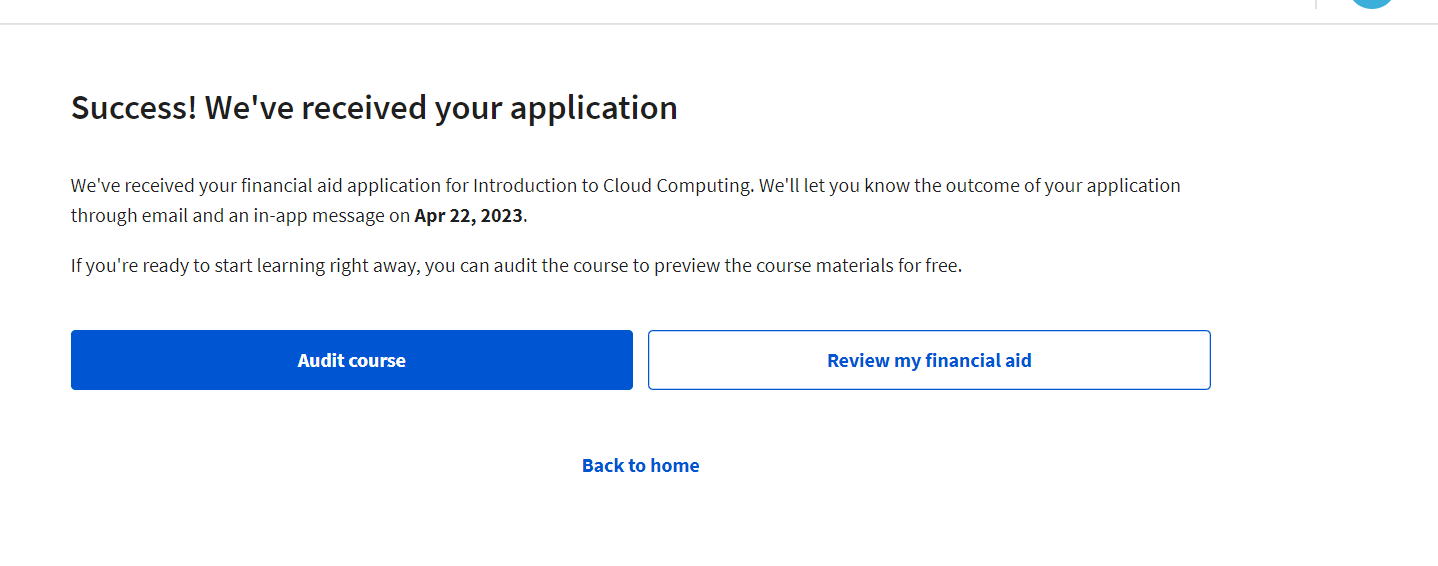 Success! We've received your application
We've received your financial aid application for Introduction to Cloud Computing. We'll let you know the outcome of your application
through email and an in-app message on Apr 22, 2023.
If you're ready to start learning right away, you can audit the course to preview the course materials for free.
Audit course
Review my financial aid
Back to home